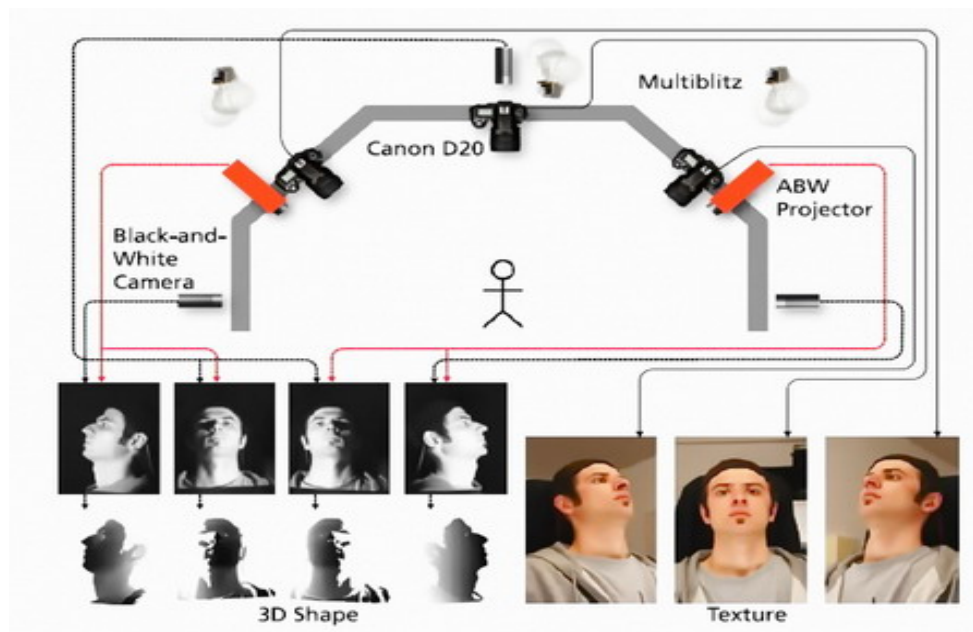 Multiblitz
Canon D20
ABW
Projector
Black-and-
White
Camera
3D Shape
Texture